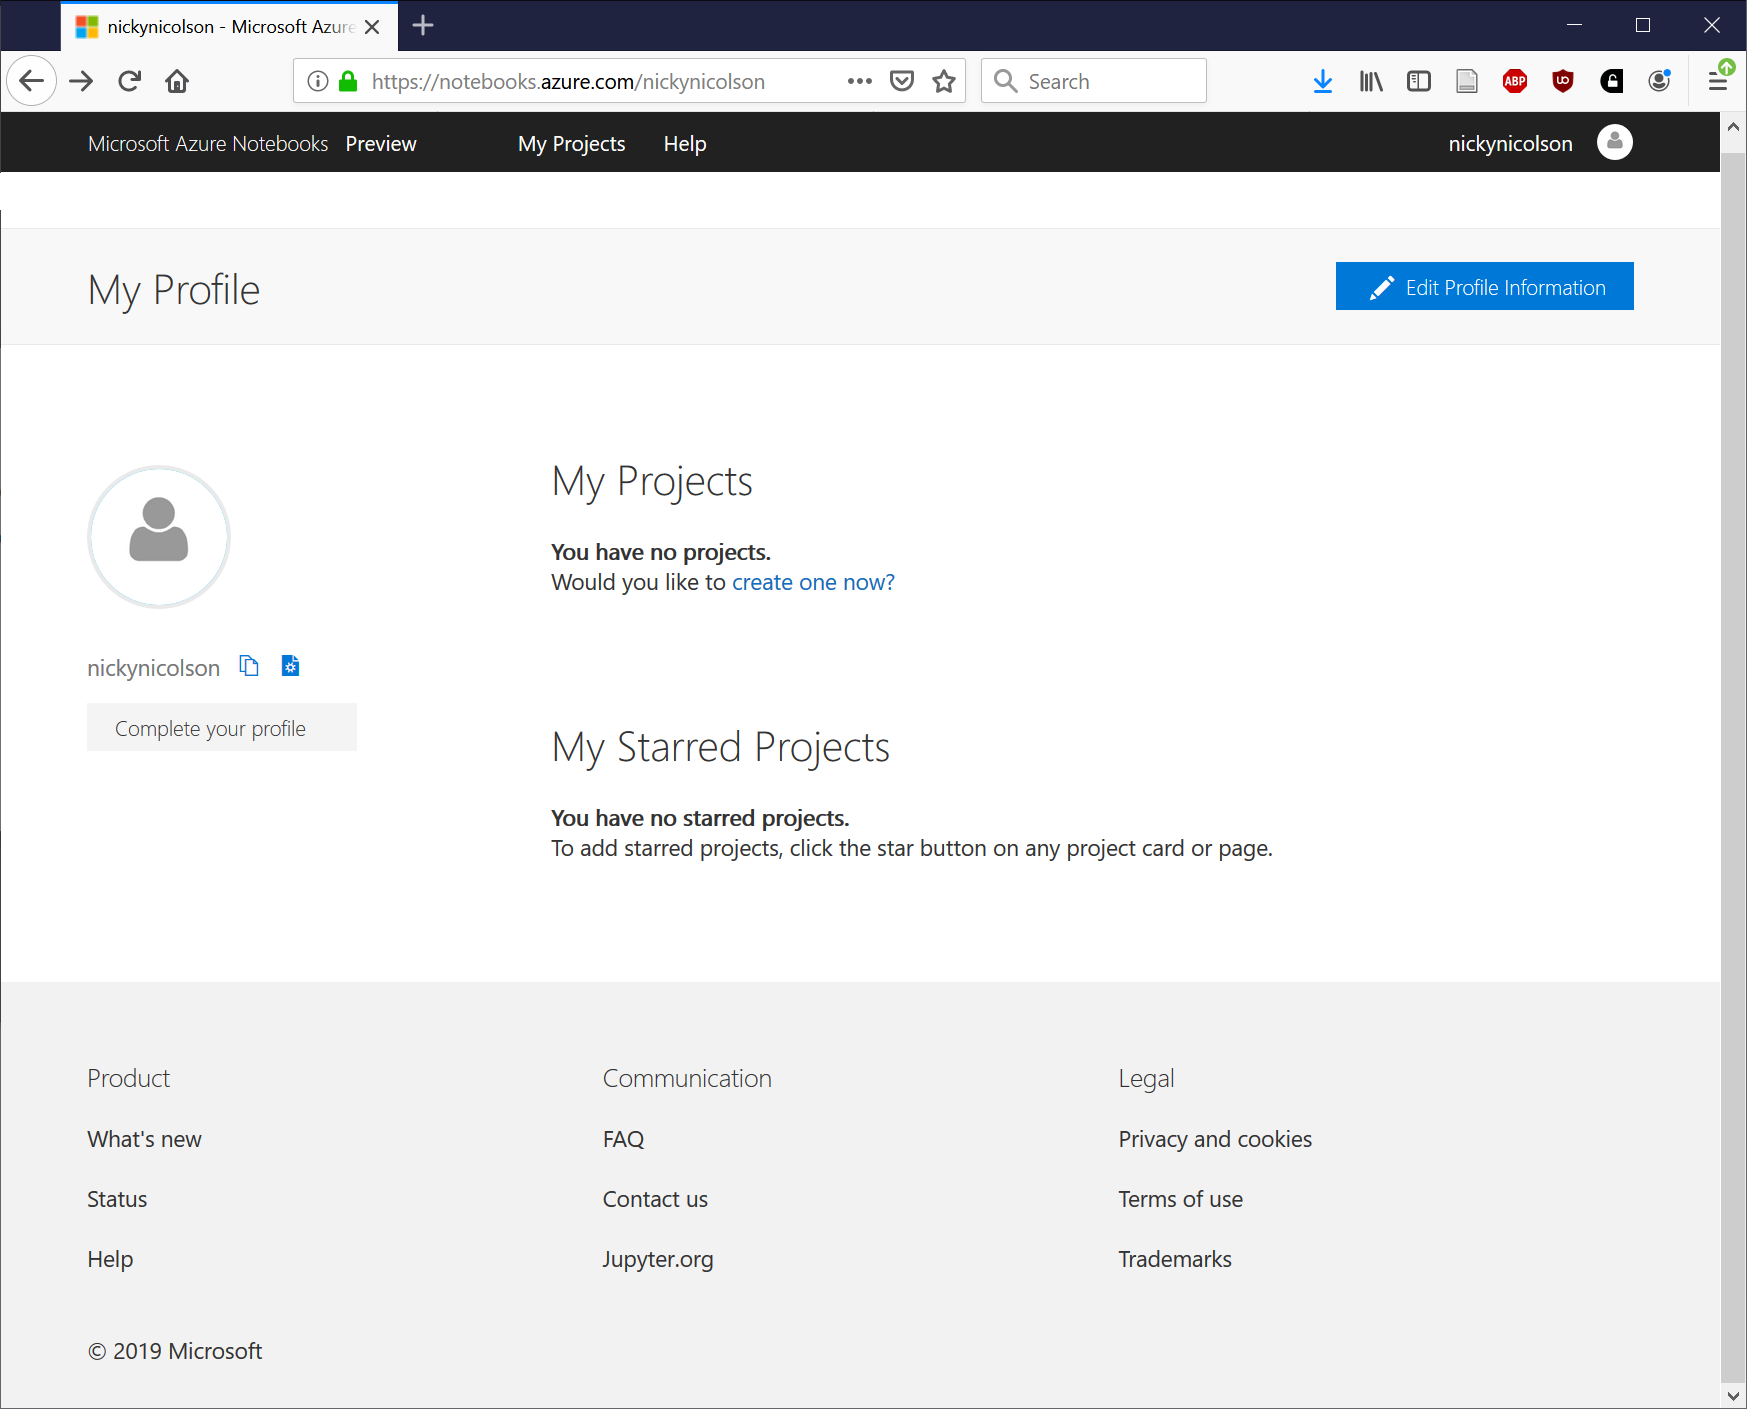 nickynicolson - Microsoft Azure
https://notebooks.azure.com/nickynicolson
Search
ABP
Microsoft Azure Notebooks Preview My Projects Help nickynicolson
My Profile
Edit Profile Information
My Projects
You have no projects.
Would you like to create one now?
nickynicolson
Complete your profile
My Starred Projects
You have no starred projects.
To add starred projects, click the star button on any project card or page.
Product
What's new
Status
Help
Communication
FAQ
Contact us
Jupyter.org
Legal
Privacy and cookies
Terms of use
Trademarks
© 2019 Microsoft